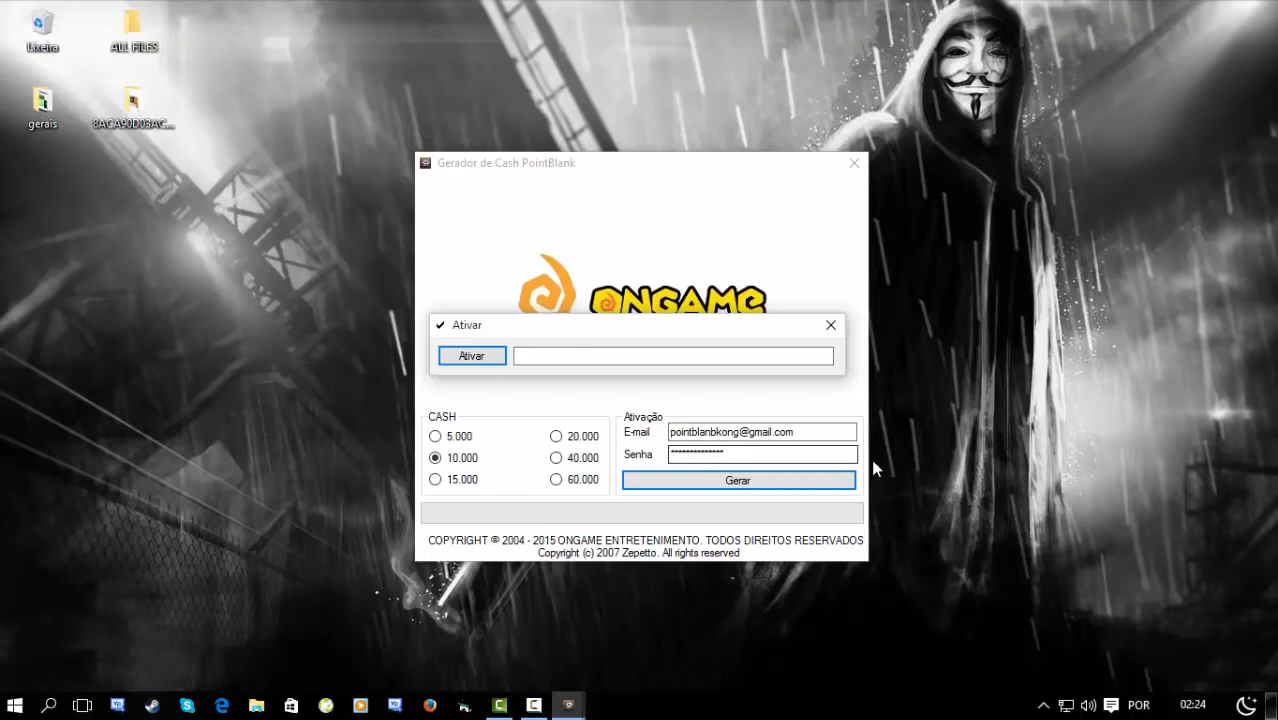 Lixeira
ALL FILES
gerais
8ACA90D03AC...
Gerador de Cash PointBlank
ONGAME
Ativar
Ativar
CASH
5.000
20.000
10.000
40.000
15.000
60.000
Ativação
E-mail
pointblanbkong@gmail.com
Senha
**************
Gerar
COPYRIGHT © 2004 - 2015 ONGAME ENTRETENIMENTO. TODOS DIREITOS RESERVADOS
Copyright (c) 2007 Zepetto. All rights reserved
POR
02:24